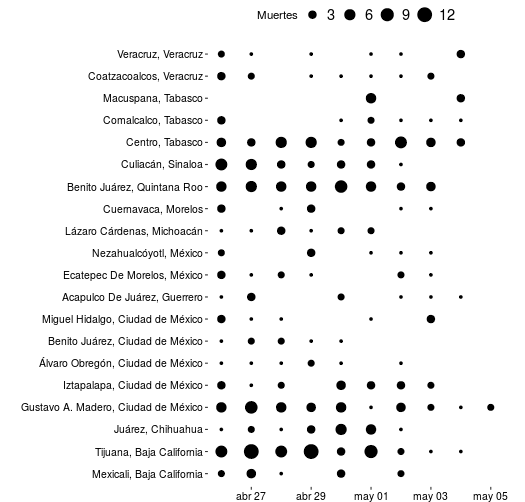 Muertes 3 6 9 12
Veracruz, Veracruz
Coatzacoalcos, Veracruz
Macuspana, Tabasco
Comalcalco, Tabasco
Centro, Tabasco
Culiacán, Sinaloa
Benito Juárez, Quintana Roo
Cuernavaca, Morelos
Lázaro Cárdenas, Michoacán
Nezahualcóyotl, México
Ecatepec De Morelos, México
Acapulco De Juárez, Guerrero
Miguel Hidalgo, Ciudad de México
Benito Juárez, Ciudad de México
Álvaro Obregón, Ciudad de México
Iztapalapa, Ciudad de México
Gustavo A. Madero, Ciudad de México
Juárez, Chihuahua
Tijuana, Baja California
Mexicali, Baja California
abr 27 abr 29 may 01 may 03 may 05